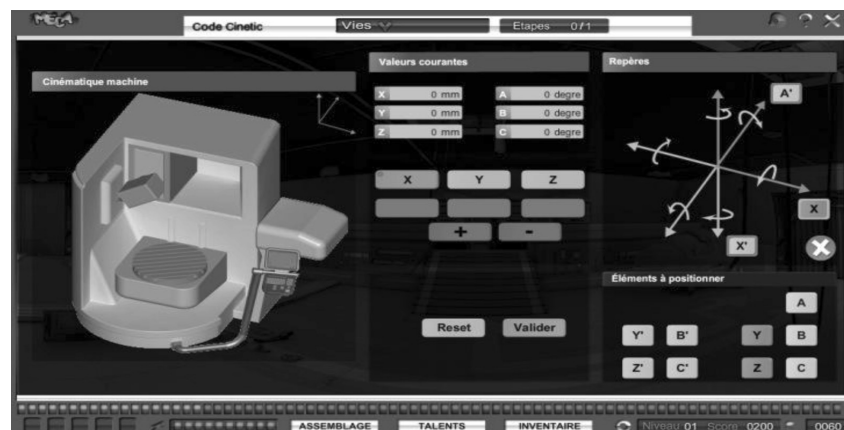 MECA
Code Cinetic
Vies
Etapes 0/1
Cinématique machine
Valeurs courantes
X 0 mm A 0 degre
Y 0 mm B 0 degre
Z 0 mm C 0 degre
X Y Z
+ -
Reset Valider
Repères
A'
X
X'
Éléments à positionner
A
Y' B' Y B
Z' C' Z C
ASSEMBLAGE TALENTS INVENTAIRE Niveau 01 Score 0200 0060